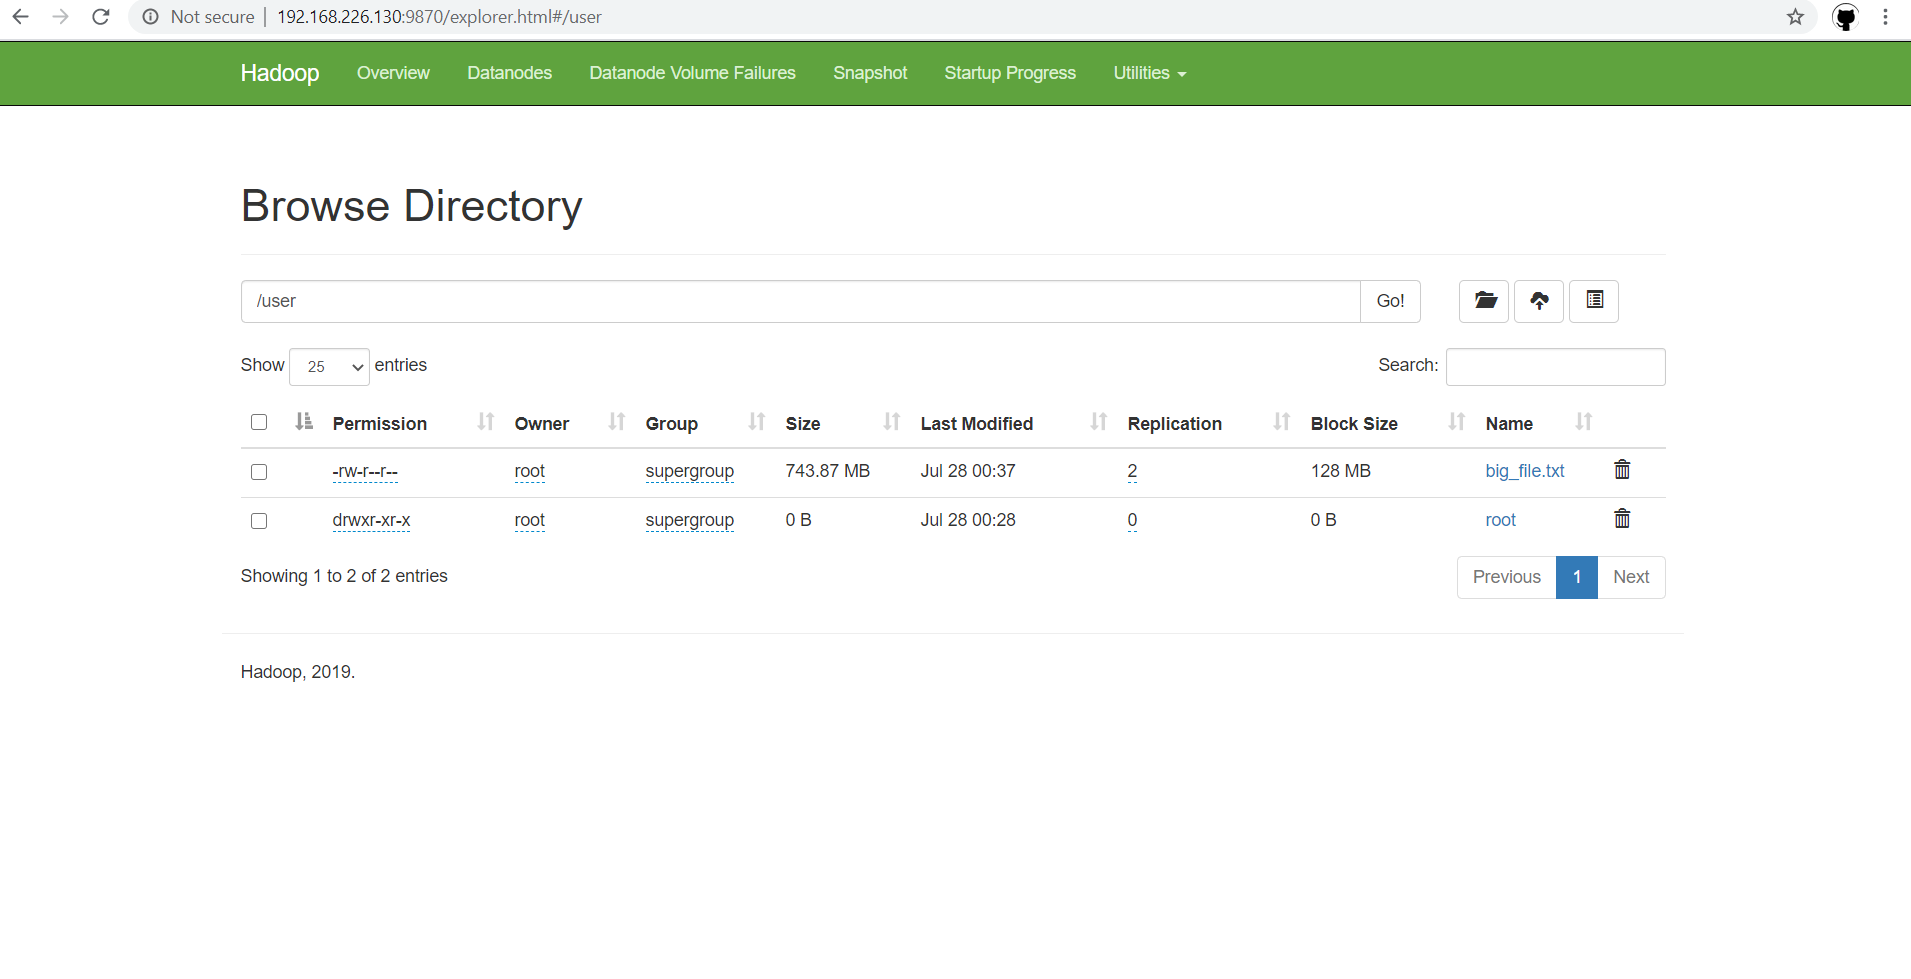 Not secure | 192.168.226.130:9870/explorer.html#/user
Hadoop Overview Datanodes Datanode Volume Failures Snapshot Startup Progress Utilities
Browse Directory
/user Go!
Show 25 entries Search:
Permission Owner Group Size Last Modified Replication Block Size Name
-rw-r--r-- root supergroup 743.87 MB Jul 28 00:37 2 128 MB big_file.txt
drwxr-xr-x root supergroup 0 B Jul 28 00:28 0 0 B root
Showing 1 to 2 of 2 entries Previous 1 Next
Hadoop, 2019.